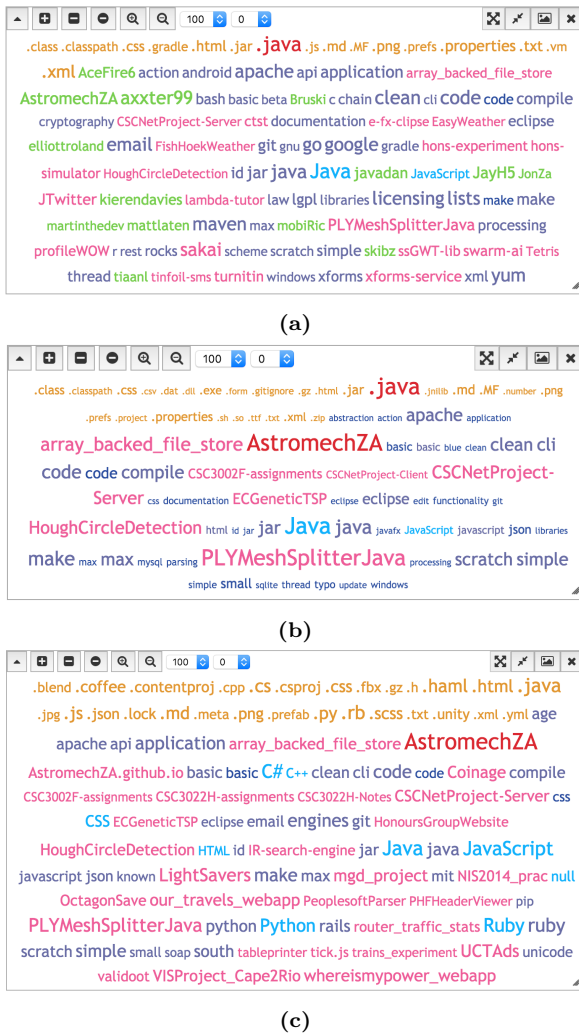 100 0
.class .classpath .css .gradle .html .jar .java .js .md .MF .png .prefs .properties .txt .vm
.xml AceFire6 action android apache api application array_backed_file_store
AstromechZA axxter99 bash basic beta Bruski c chain clean cli code code compile
cryptography CSCNetProject-Server ctst documentation e-fx-clipse EasyWeather eclipse
elliottroland email FishHoekWeather git gnu go google gradle hons-experiment hons-
simulator HoughCircleDetection id jar java Java javadan JavaScript JayH5 JonZa
JTwitter kierendavies lambda-tutor law lgpl libraries licensing lists make make
martinthedev mattlaten maven max mobiRic PLYMeshSplitterJava processing
profileWOW r rest rocks sakai scheme scratch simple skibz ssGWT-lib swarm-ai Tetris
thread tiaanl tinfoil-sms turnitin windows xforms xforms-service xml yum
(a)
100 0
.class .classpath .css .csv .dat .dll .exe .form .gitignore .gz .html .jar .java .jnilib .md .MF .number .png
.prefs .project .properties .sh .so .ttf .txt .xml .zip abstraction action apache application
array_backed_file_store AstromechZA basic basic blue clean clean cli
code code compile CSC3002F-assignments CSCNetProject-Client CSCNetProject-
Server css documentation ECGeneticTSP eclipse eclipse edit functionality git
HoughCircleDetection html id jar jar Java java javafx JavaScript javascript json libraries
make max max mysql parsing PLYMeshSplitterJava processing scratch simple
simple small sqlite thread typo update windows
(b)
100 0
.blend .coffee .contentproj .cpp .cs .csproj .css .fbx .gz .h .haml .html .java
.jpg .js .json .lock .md .meta .png .prefab .py .rb .scss .txt .unity .xml .yml age
apache api application array_backed_file_store AstromechZA
AstromechZA.github.io basic basic C# C++ clean cli code code Coinage compile
CSC3002F-assignments CSC3022H-assignments CSC3022H-Notes CSCNetProject-Server css
CSS ECGeneticTSP eclipse email engines git HonoursGroupWebsite
HoughCircleDetection HTML id IR-search-engine jar Java java JavaScript
javascript json known LightSavers make max mgd_project mit NIS2014_prac null
OctagonSave our_travels_webapp PeoplesoftParser PHFHeaderViewer pip
PLYMeshSplitterJava python Python rails router_traffic_stats Ruby ruby
scratch simple small soap south tableprinter tick.js trains_experiment UCTAds unicode
validoot VISProject_Cape2Rio whereismypower_webapp
(c)